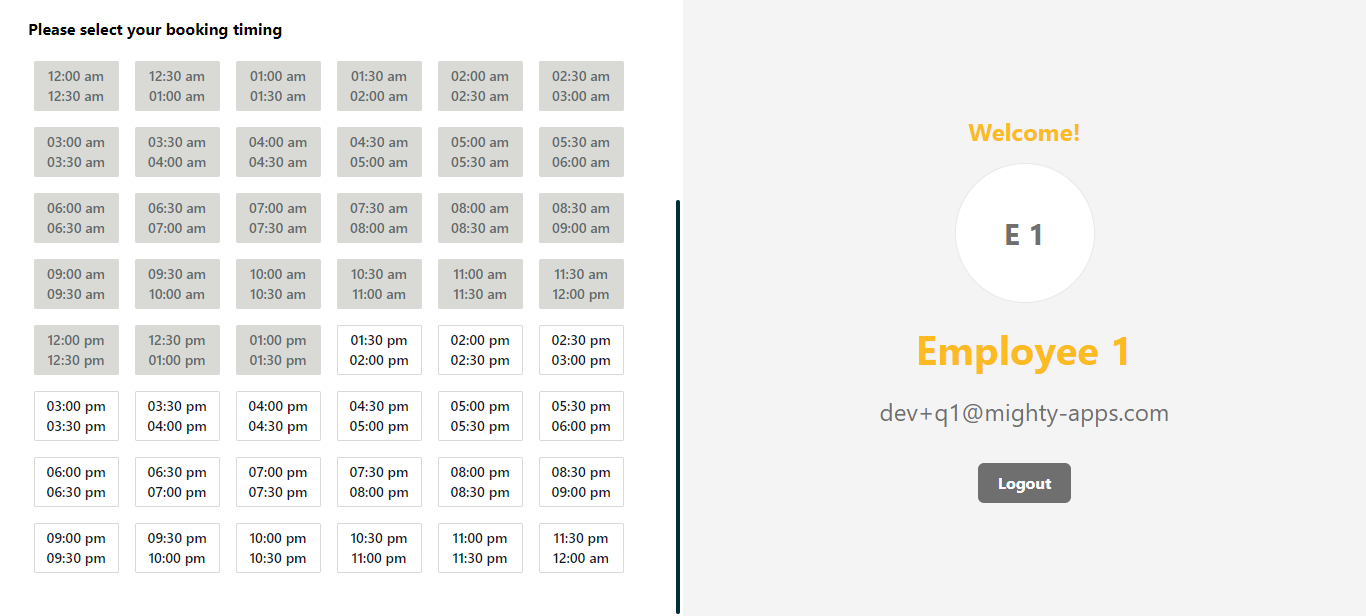 Please select your booking timing
12:00 am 12:30 am 01:00 am 01:30 am 02:00 am 02:30 am
12:30 am 01:00 am 01:30 am 02:00 am 02:30 am 03:00 am
03:00 am 03:30 am 04:00 am 04:30 am 05:00 am 05:30 am
03:30 am 04:00 am 04:30 am 05:00 am 05:30 am 06:00 am
06:00 am 06:30 am 07:00 am 07:30 am 08:00 am 08:30 am
06:30 am 07:00 am 07:30 am 08:00 am 08:30 am 09:00 am
09:00 am 09:30 am 10:00 am 10:30 am 11:00 am 11:30 am
09:30 am 10:00 am 10:30 am 11:00 am 11:30 am 12:00 pm
12:00 pm 12:30 pm 01:00 pm 01:30 pm 02:00 pm 02:30 pm
12:30 pm 01:00 pm 01:30 pm 02:00 pm 02:30 pm 03:00 pm
03:00 pm 03:30 pm 04:00 pm 04:30 pm 05:00 pm 05:30 pm
03:30 pm 04:00 pm 04:30 pm 05:00 pm 05:30 pm 06:00 pm
06:00 pm 06:30 pm 07:00 pm 07:30 pm 08:00 pm 08:30 pm
06:30 pm 07:00 pm 07:30 pm 08:00 pm 08:30 pm 09:00 pm
09:00 pm 09:30 pm 10:00 pm 10:30 pm 11:00 pm 11:30 pm
09:30 pm 10:00 pm 10:30 pm 11:00 pm 11:30 pm 12:00 am
Welcome!
E 1
Employee 1
dev+q1@mighty-apps.com
Logout